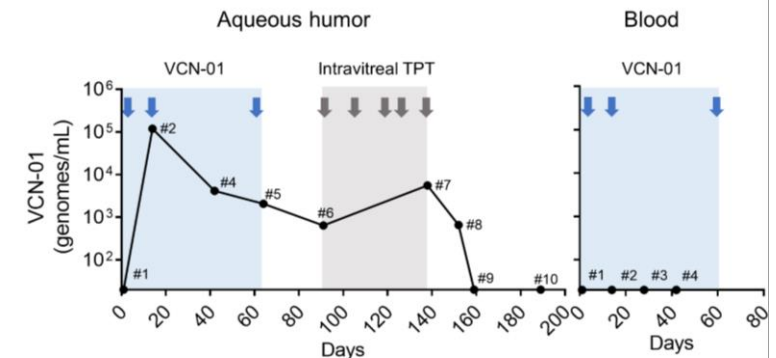 Aqueous humor
Blood
VCN-01
Intravitreal TPT
VCN-01
VCN-01
(genomes/mL)
10⁶
10⁵
10⁴
10³
10²
#1
#2
#4
#5
#6
#7
#8
#9
#10
#1 #2 #3 #4
0 20 40 60 80 100 120 140 160 180 200
0 20 40 60 80
Days
Days